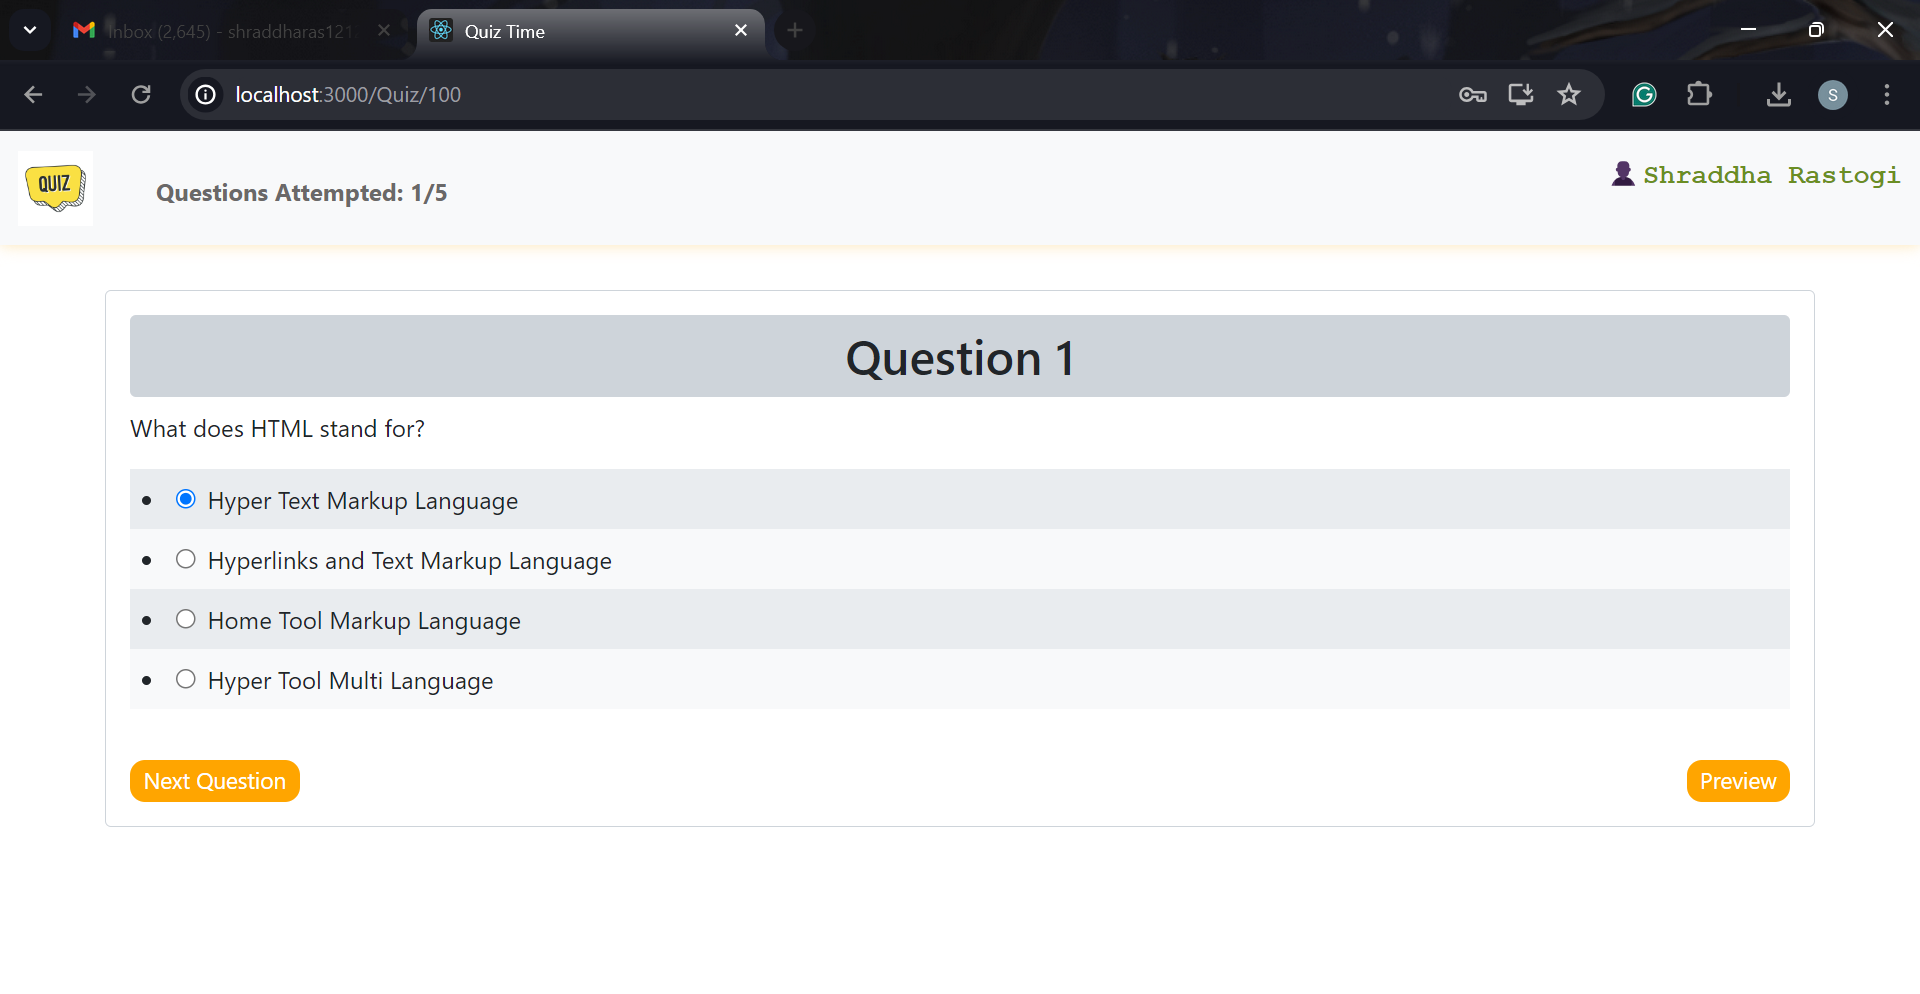 Inbox (2,645) - shraddharas121
Quiz Time
localhost:3000/Quiz/100
S
QUIZ
Questions Attempted: 1/5
Shraddha Rastogi
Question 1
What does HTML stand for?
Hyper Text Markup Language
Hyperlinks and Text Markup Language
Home Tool Markup Language
Hyper Tool Multi Language
Next Question
Preview